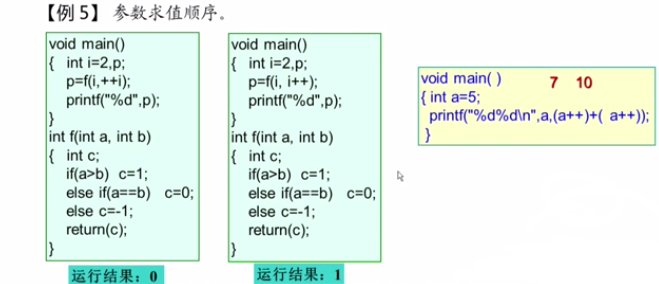 【例 5】 参数求值顺序。
void main()
{ int i=2,p;
p=f(i,++i);
printf("%d",p);
}
int f(int a, int b)
{ int c;
if(a>b) c=1;
else if(a==b) c=0;
else c=-1;
return(c);
}
运行结果：0
void main()
{ int i=2,p;
p=f(i, i++);
printf("%d",p);
}
int f(int a, int b)
{ int c;
if(a>b) c=1;
else if(a==b) c=0;
else c=-1;
return(c);
}
运行结果：1
void main( ) 7 10
{ int a=5;
printf("%d%d\n",a,(a++)+( a++));
}